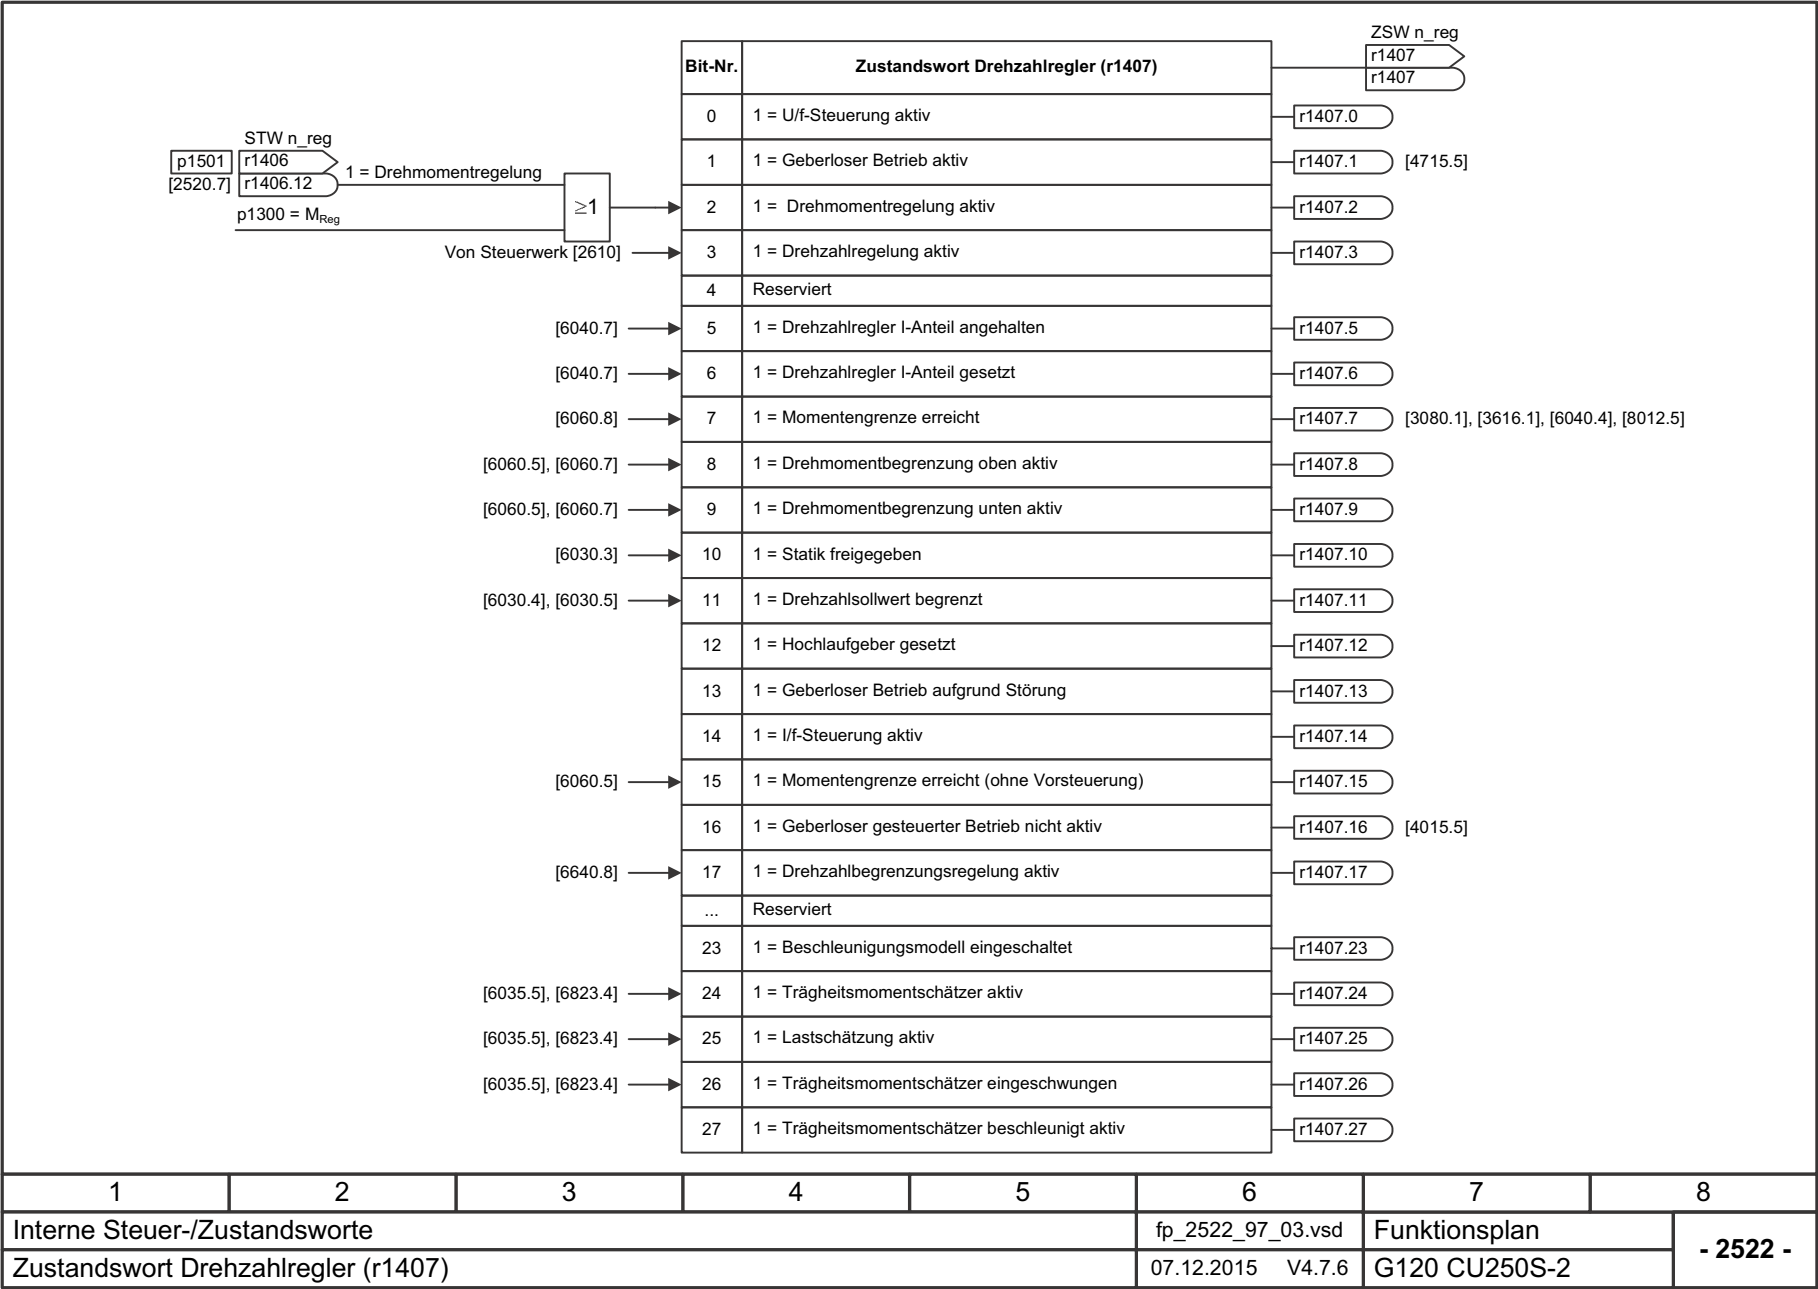 ZSW n_reg
Bit-Nr. Zustandswort Drehzahlregler (r1407) r1407
r1407
0 1 = U/f-Steuerung aktiv r1407.0
STW n_reg
p1501 r1406 1 = Drehmomentregelung 1 1 = Geberloser Betrieb aktiv r1407.1 [4715.5]
[2520.7] r1406.12
p1300 = MReg ≥1 2 1 = Drehmomentregelung aktiv r1407.2
Von Steuerwerk [2610] 3 1 = Drehzahlregelung aktiv r1407.3
4 Reserviert
[6040.7] 5 1 = Drehzahlregler I-Anteil angehalten r1407.5
[6040.7] 6 1 = Drehzahlregler I-Anteil gesetzt r1407.6
[6060.8] 7 1 = Momentengrenze erreicht r1407.7 [3080.1], [3616.1], [6040.4], [8012.5]
[6060.5], [6060.7] 8 1 = Drehmomentbegrenzung oben aktiv r1407.8
[6060.5], [6060.7] 9 1 = Drehmomentbegrenzung unten aktiv r1407.9
[6030.3] 10 1 = Statik freigegeben r1407.10
[6030.4], [6030.5] 11 1 = Drehzahlsollwert begrenzt r1407.11
12 1 = Hochlaufgeber gesetzt r1407.12
13 1 = Geberloser Betrieb aufgrund Störung r1407.13
14 1 = I/f-Steuerung aktiv r1407.14
[6060.5] 15 1 = Momentengrenze erreicht (ohne Vorsteuerung) r1407.15
16 1 = Geberloser gesteuerter Betrieb nicht aktiv r1407.16 [4015.5]
[6640.8] 17 1 = Drehzahlbegrenzungsregelung aktiv r1407.17
... Reserviert
23 1 = Beschleunigungsmodell eingeschaltet r1407.23
[6035.5], [6823.4] 24 1 = Trägheitsmomentschätzer aktiv r1407.24
[6035.5], [6823.4] 25 1 = Lastschätzung aktiv r1407.25
[6035.5], [6823.4] 26 1 = Trägheitsmomentschätzer eingeschwungen r1407.26
27 1 = Trägheitsmomentschätzer beschleunigt aktiv r1407.27
1 2 3 4 5 6 7 8
Interne Steuer-/Zustandsworte fp_2522_97_03.vsd Funktionsplan - 2522 -
Zustandswort Drehzahlregler (r1407) 07.12.2015 V4.7.6 G120 CU250S-2